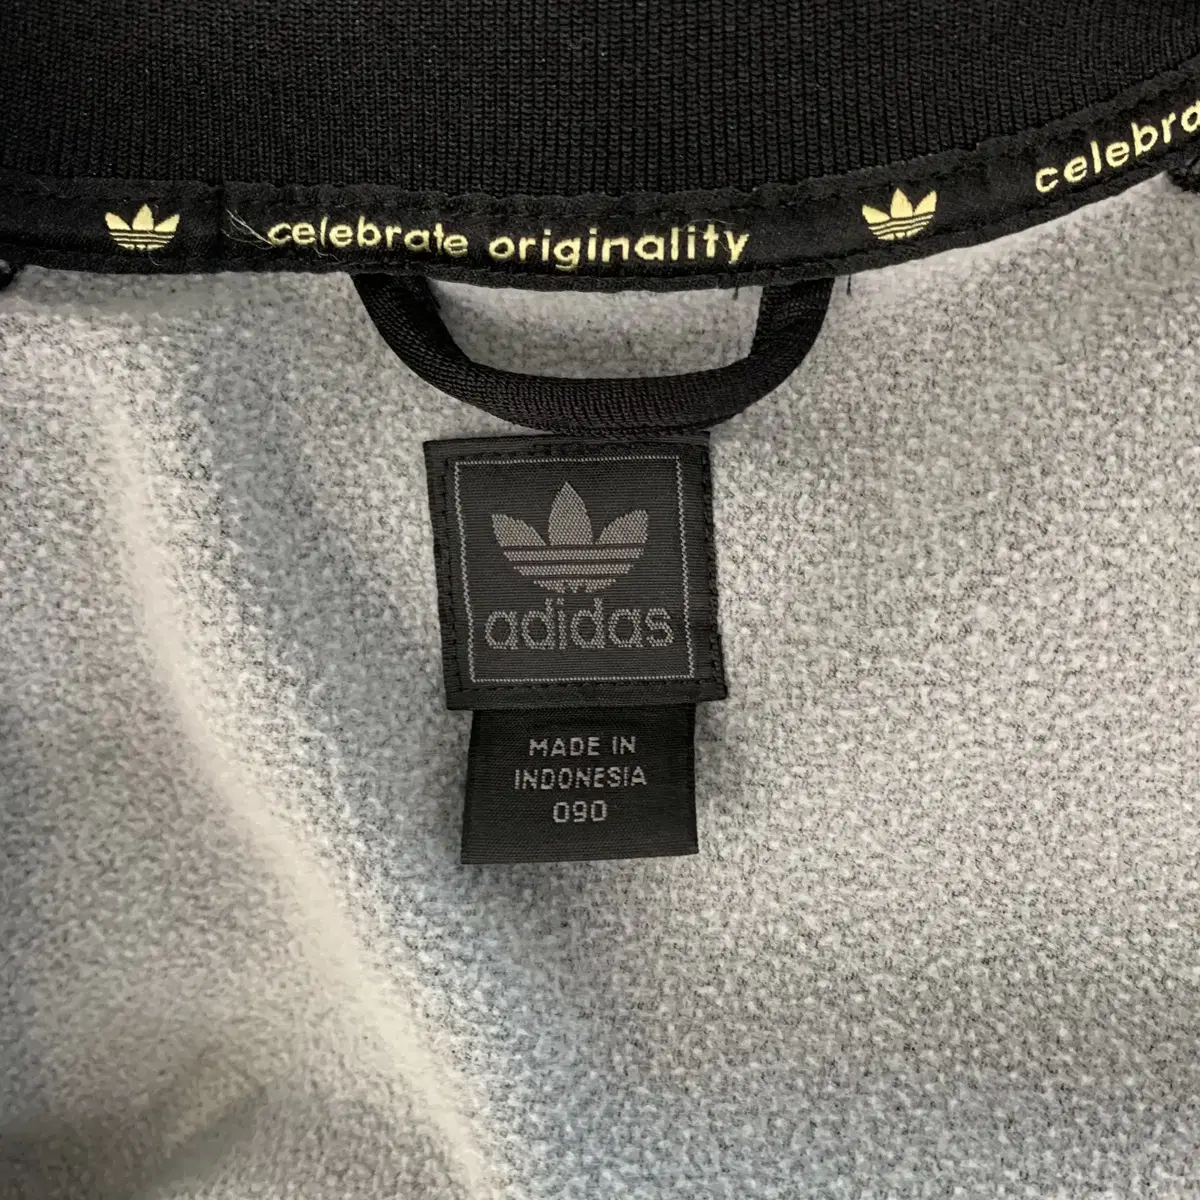 celebrate originality
celebra
adidas
MADE IN
INDONESIA
090